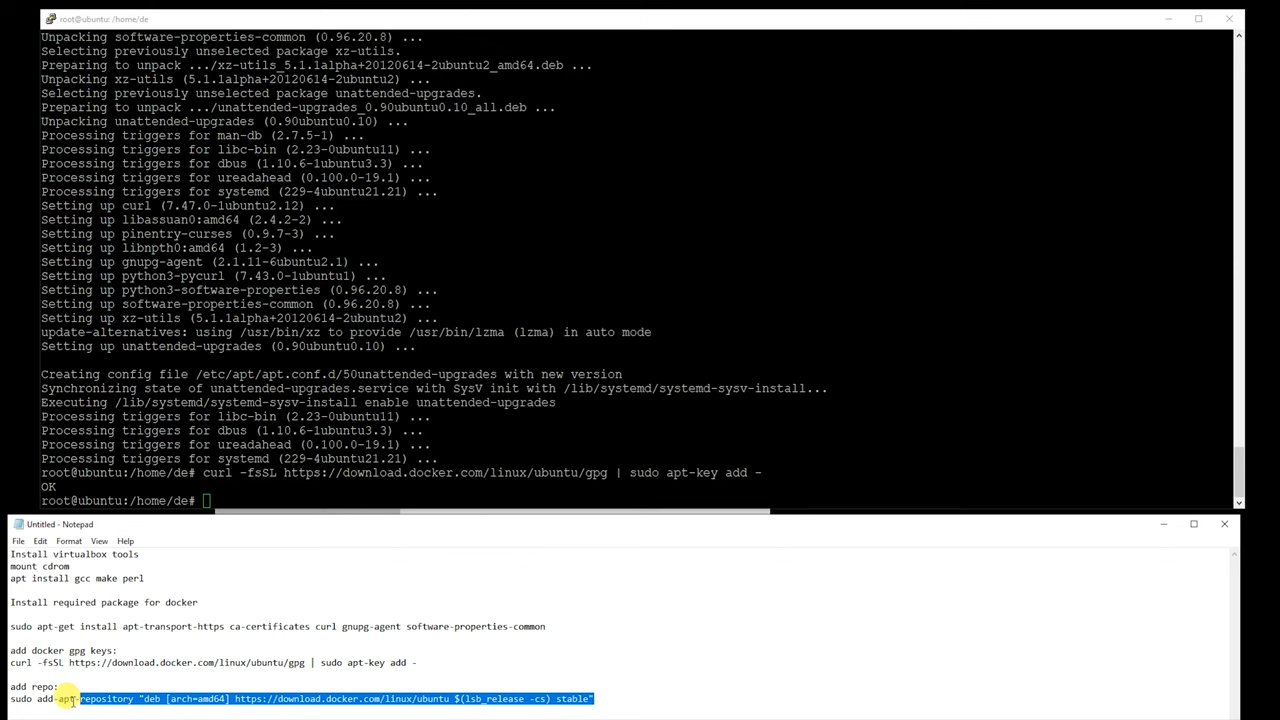 root@ubuntu: /home/de
Unpacking software-properties-common (0.96.20.8) ...
Selecting previously unselected package xz-utils.
Preparing to unpack .../xz-utils_5.1.1alpha+20120614-2ubuntu2_amd64.deb ...
Unpacking xz-utils (5.1.1alpha+20120614-2ubuntu2) ...
Selecting previously unselected package unattended-upgrades.
Preparing to unpack .../unattended-upgrades_0.90ubuntu0.10_all.deb ...
Unpacking unattended-upgrades (0.90ubuntu0.10) ...
Processing triggers for man-db (2.7.5-1) ...
Processing triggers for libc-bin (2.23-0ubuntu11) ...
Processing triggers for dbus (1.10.6-1ubuntu3.3) ...
Processing triggers for ureadahead (0.100.0-19.1) ...
Processing triggers for systemd (229-4ubuntu21.21) ...
Setting up curl (7.47.0-1ubuntu2.12) ...
Setting up libassuan0:amd64 (2.4.2-2) ...
Setting up pinentry-curses (0.9.7-3) ...
Setting up libnpth0:amd64 (1.2-3) ...
Setting up gnupg-agent (2.1.11-6ubuntu2.1) ...
Setting up python3-pycurl (7.43.0-1ubuntu1) ...
Setting up python3-software-properties (0.96.20.8) ...
Setting up software-properties-common (0.96.20.8) ...
Setting up xz-utils (5.1.1alpha+20120614-2ubuntu2) ...
update-alternatives: using /usr/bin/xz to provide /usr/bin/lzma (lzma) in auto mode
Setting up unattended-upgrades (0.90ubuntu0.10) ...
Creating config file /etc/apt/apt.conf.d/50unattended-upgrades with new version
Synchronizing state of unattended-upgrades.service with SysV init with /lib/systemd/systemd-sysv-install...
Executing /lib/systemd/systemd-sysv-install enable unattended-upgrades
Processing triggers for libc-bin (2.23-0ubuntu11) ...
Processing triggers for dbus (1.10.6-1ubuntu3.3) ...
Processing triggers for ureadahead (0.100.0-19.1) ...
Processing triggers for systemd (229-4ubuntu21.21) ...
root@ubuntu:/home/de# curl -fsSL https://download.docker.com/linux/ubuntu/gpg | sudo apt-key add -
OK
root@ubuntu:/home/de#
Untitled - Notepad
File Edit Format View Help
Install virtualbox tools
mount cdrom
apt install gcc make perl
Install required package for docker
sudo apt-get install apt-transport-https ca-certificates curl gnupg-agent software-properties-common
add docker gpg keys:
curl -fsSL https://download.docker.com/linux/ubuntu/gpg | sudo apt-key add -
add repo:
sudo add-apt-repository "deb [arch=amd64] https://download.docker.com/linux/ubuntu $(lsb_release -cs) stable"